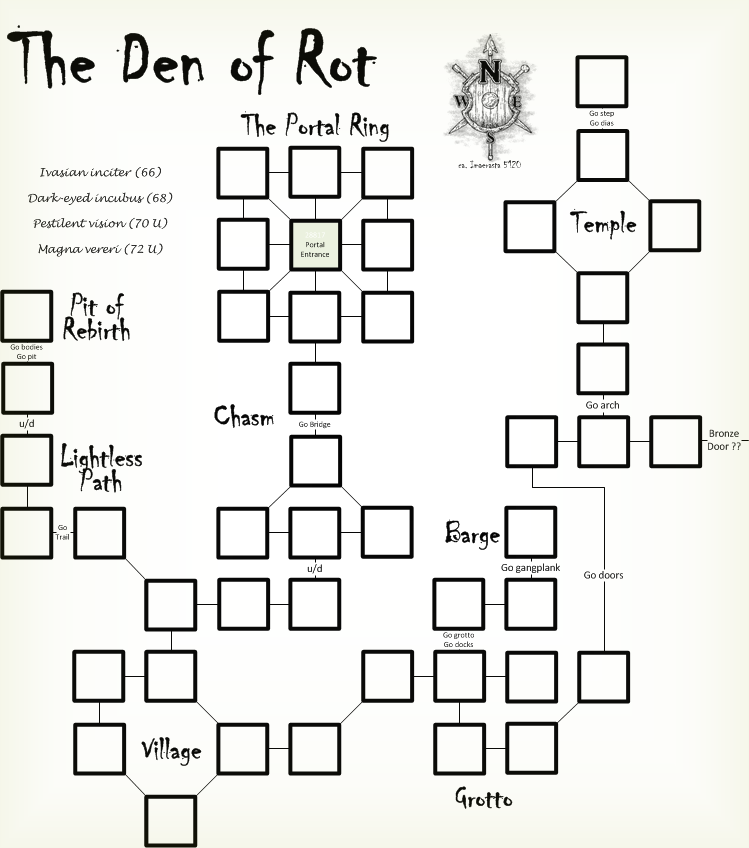 The Den of Rot
N
W
E
S
ca. Imaerasta 5120
The Portal Ring
Ivasian inciter (66)
Dark-eyed incubus (68)
Pestilent vision (70 U)
Magna vereri (72 U)
Portal
Entrance
Go step
Go dias
Temple
Pit of
Rebirth
Go bodies
Go pit
u/d
Chasm
Go Bridge
Go arch
Bronze
Door ??
Lightless
Path
Go
Trail
u/d
Barge
Go gangplank
Go doors
Go grotto
Go docks
Village
Grotto